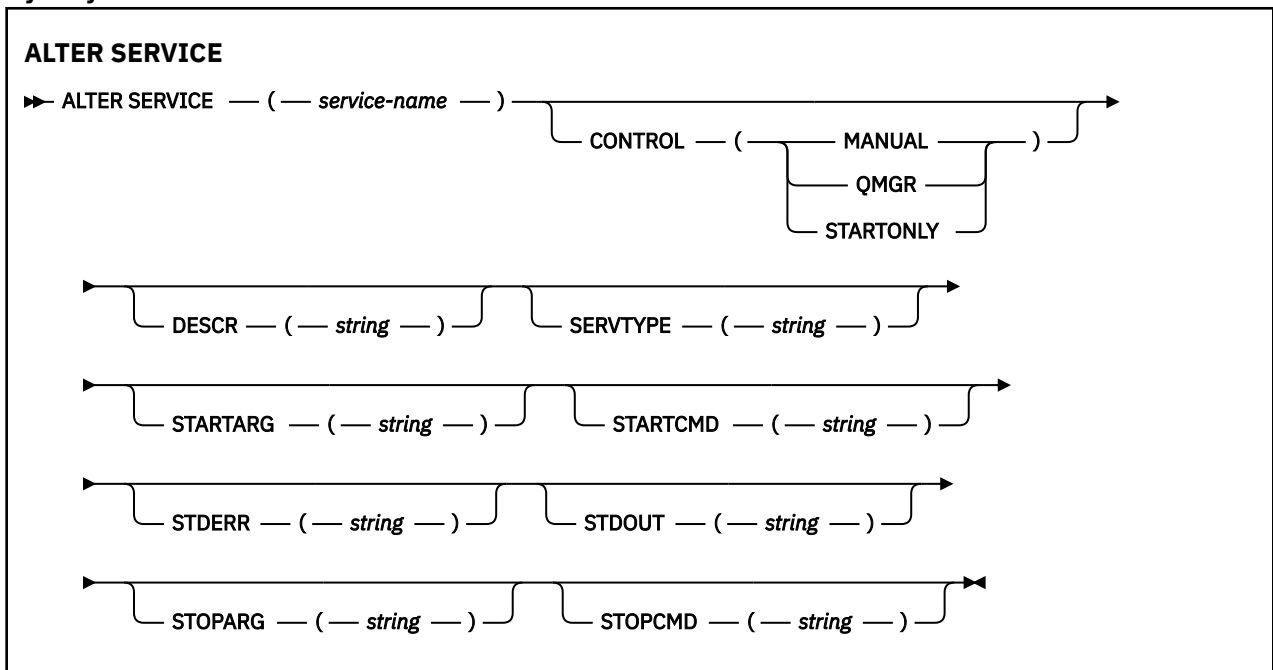 ALTER SERVICE
ALTER SERVICE ( service-name )
CONTROL ( MANUAL )
QMGR
STARTONLY
DESCR ( string ) SERVTYPE ( string )
STARTARG ( string ) STARTCMD ( string )
STDERR ( string ) STDOUT ( string )
STOPARG ( string ) STOPCMD ( string )